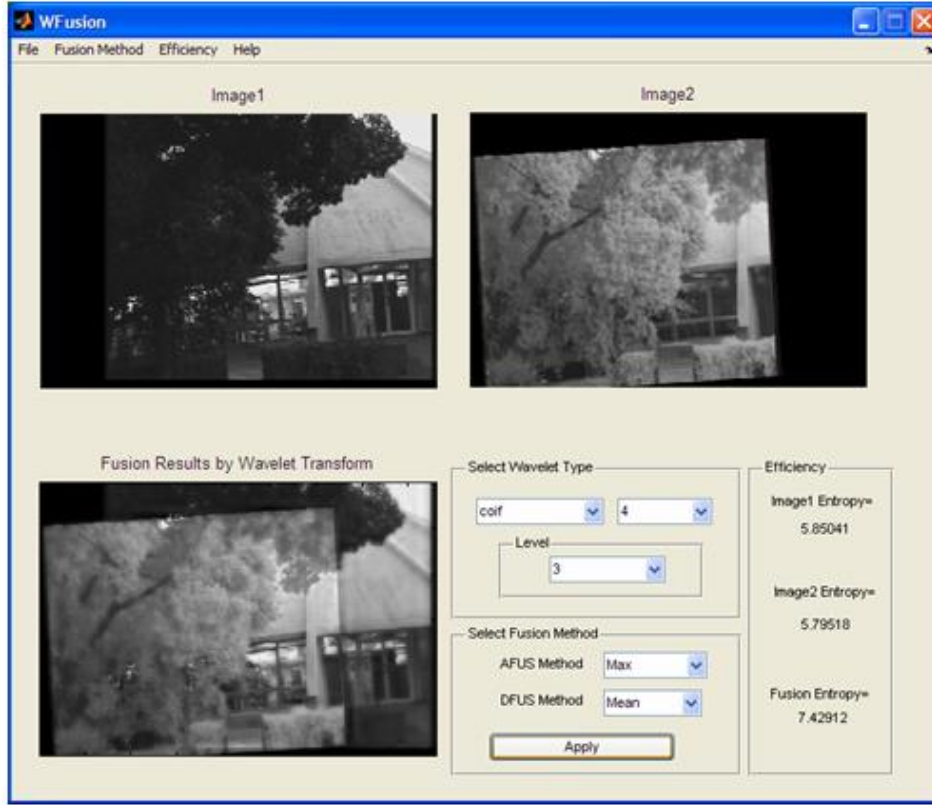 WFusion
File Fusion Method Efficiency Help
Image1
Image2
Fusion Results by Wavelet Transform
Select Wavelet Type
coif
4
Level
3
Select Fusion Method
AFUS Method
Max
DFUS Method
Mean
Apply
Efficiency
Image1 Entropy=
5.85041
Image2 Entropy=
5.79518
Fusion Entropy=
7.42912